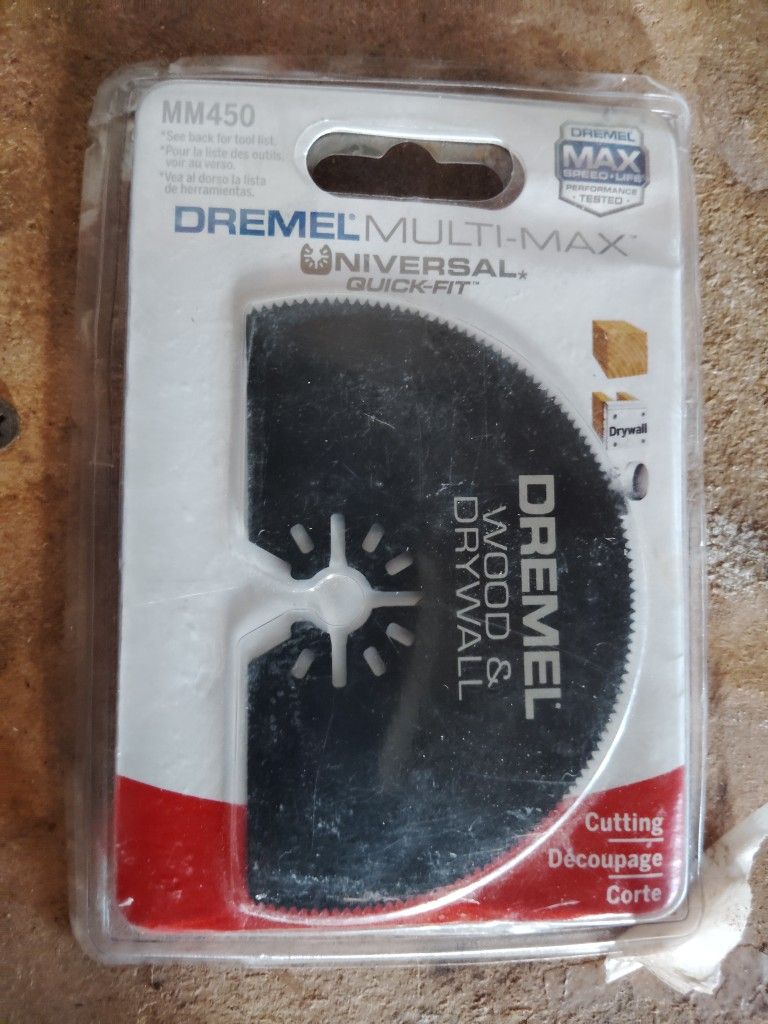 MM450
*See back for tool list.
*Pour la liste des outils,
voir au verso.
*Vea al dorso la lista
de herramientas.
DREMEL
MAX
SPEED • LIFE
PERFORMANCE
• TESTED •
DREMEL® MULTI-MAX™
UNIVERSAL*
QUICK-FIT™
Drywall
DREMEL®
WOOD &
DRYWALL
Cutting
Découpage
Corte